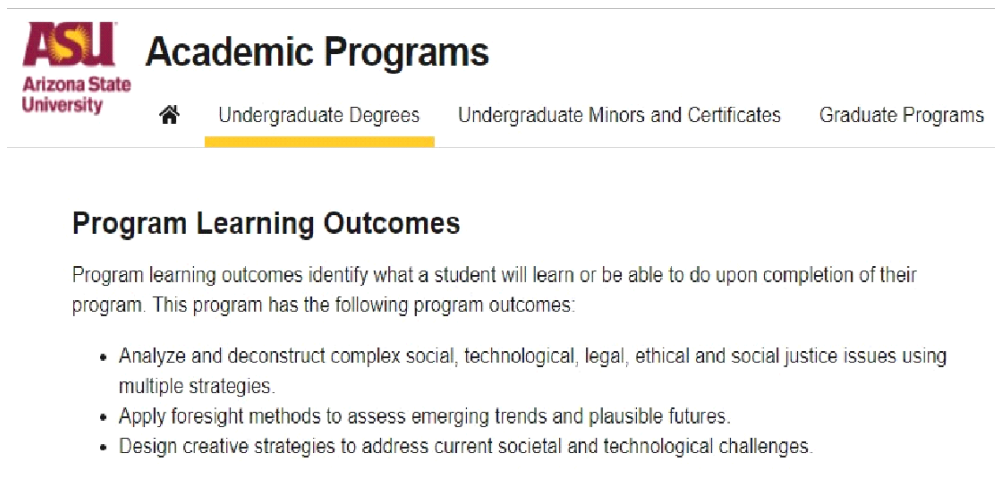 ASU
Arizona State
University
Academic Programs
Undergraduate Degrees Undergraduate Minors and Certificates Graduate Programs
Program Learning Outcomes
Program learning outcomes identify what a student will learn or be able to do upon completion of their
program. This program has the following program outcomes:
• Analyze and deconstruct complex social, technological, legal, ethical and social justice issues using
multiple strategies.
• Apply foresight methods to assess emerging trends and plausible futures.
• Design creative strategies to address current societal and technological challenges.